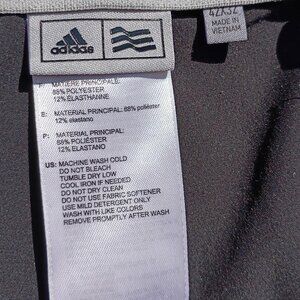 adidas
42X32
MADE IN
VIETNAM
F: MATIÈRE PRINCIPALE:
88% POLYESTER
12% ÉLASTHANNE
E: MATERIAL PRINCIPAL: 88% poliéster
12% elastano
P: MATERIAL PRINCIPAL:
88% POLIÉSTER
12% ELASTANO
US: MACHINE WASH COLD
DO NOT BLEACH
TUMBLE DRY LOW
COOL IRON IF NEEDED
DO NOT DRY CLEAN
DO NOT USE FABRIC SOFTENER
USE MILD DETERGENT ONLY
WASH WITH LIKE COLORS
REMOVE PROMPTLY AFTER WASH